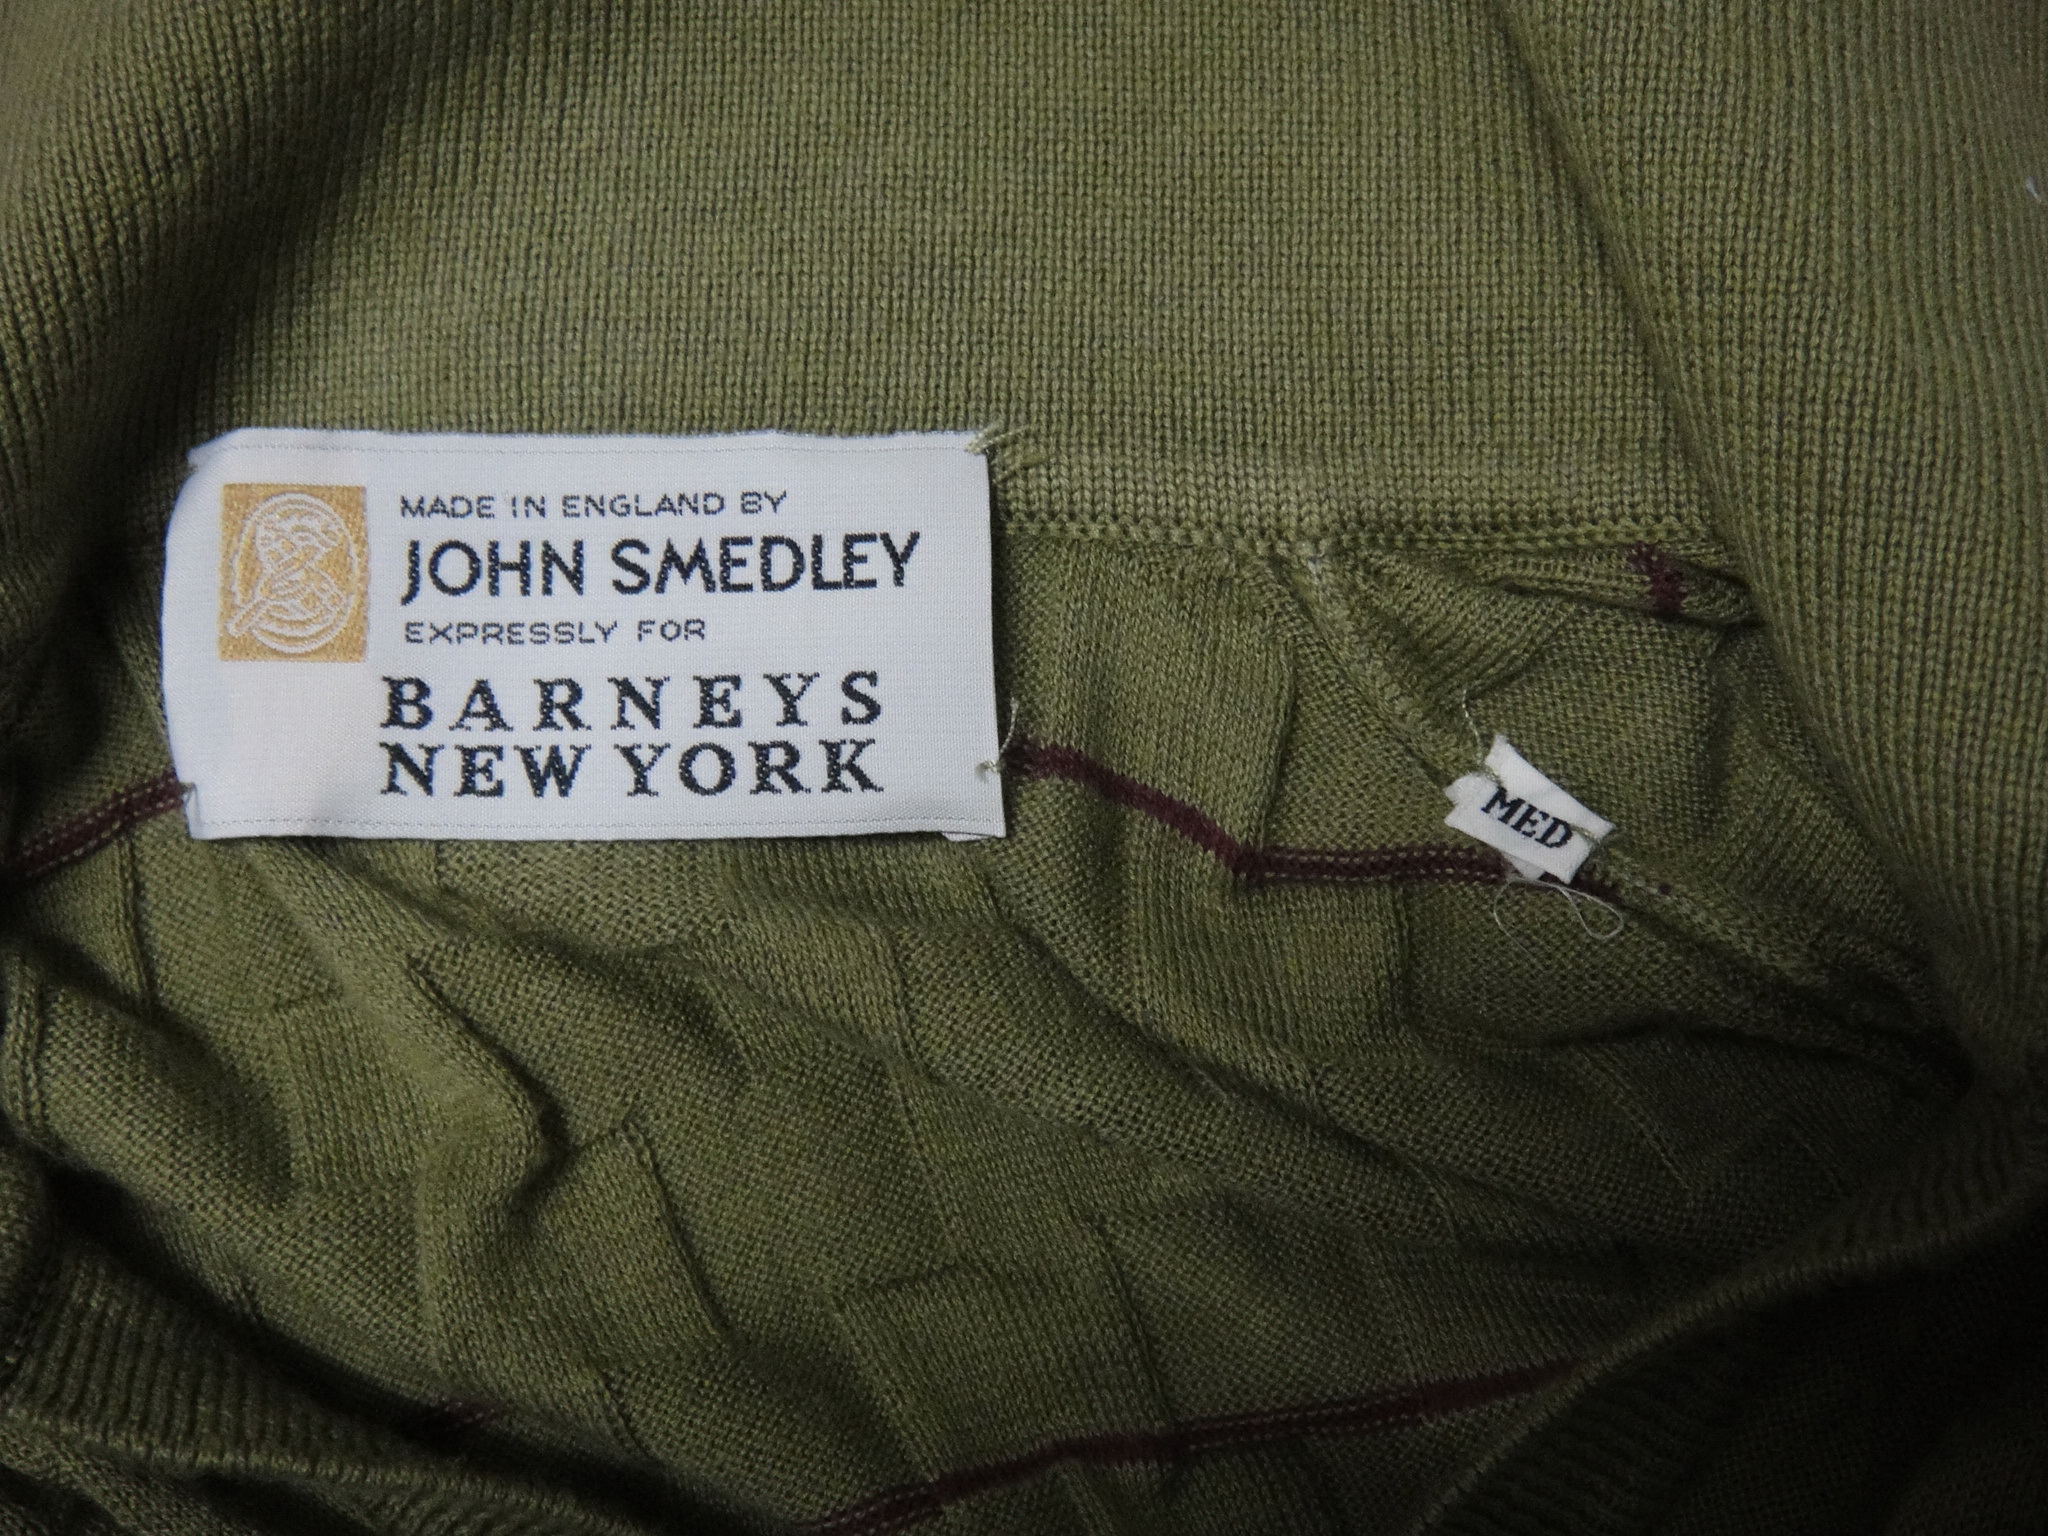 MADE IN ENGLAND BY
JOHN SMEDLEY
EXPRESSLY FOR
BARNEYS
NEW YORK
MED